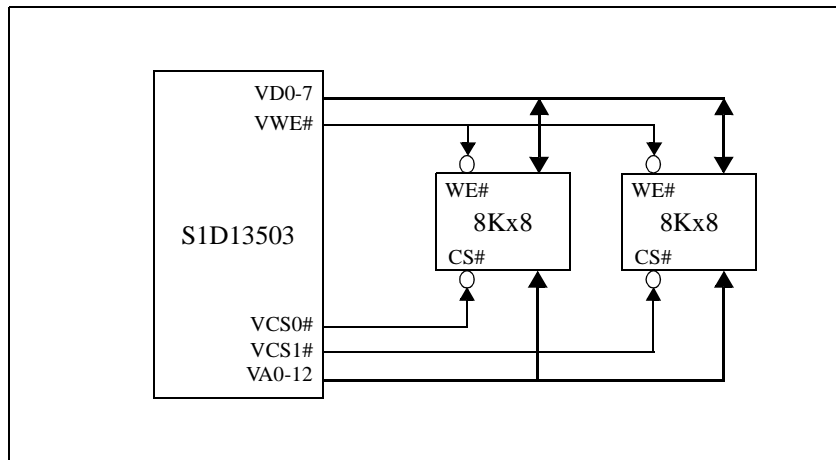 VD0-7
VWE#
WE#
WE#
8Kx8
8Kx8
S1D13503
CS#
CS#
VCS0#
VCS1#
VA0-12